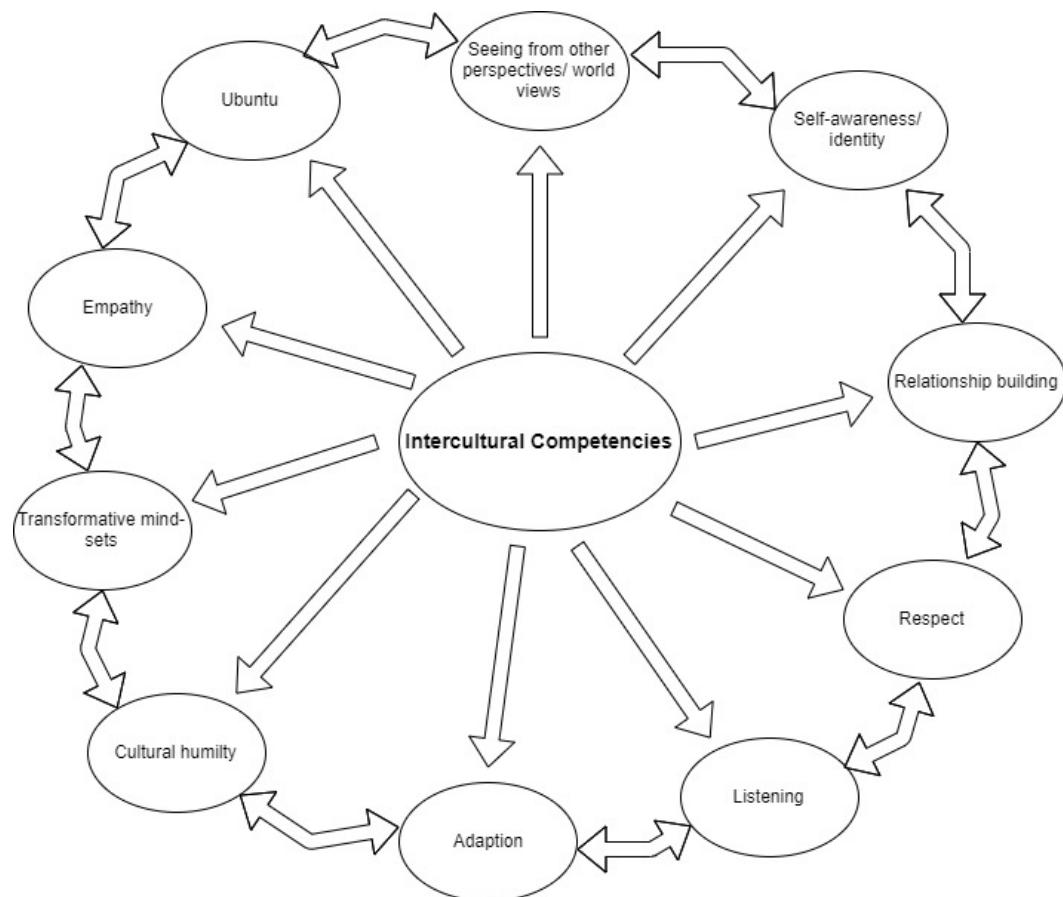 Seeing from other
perspectives/ world
views
Ubuntu
Self-awareness/
identity
Empathy
Relationship building
Intercultural Competencies
Transformative mind-
sets
Respect
Cultural humilty
Listening
Adaption